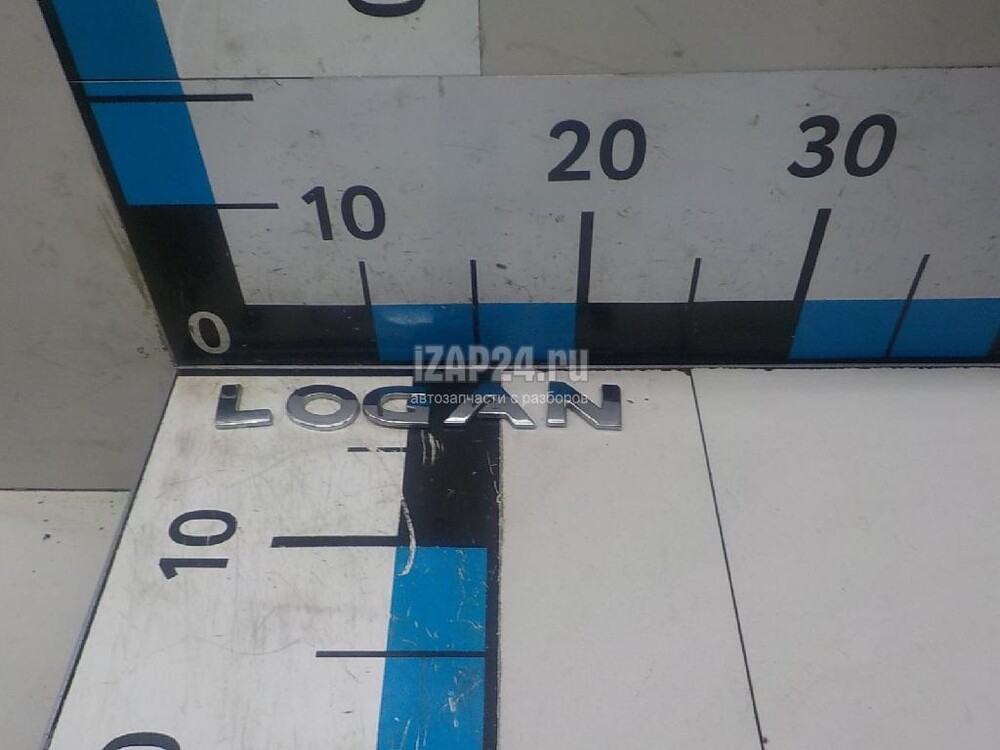 20 30
10
0
iZAP24.ru
автозапчасти с разборов
LOGAN
10